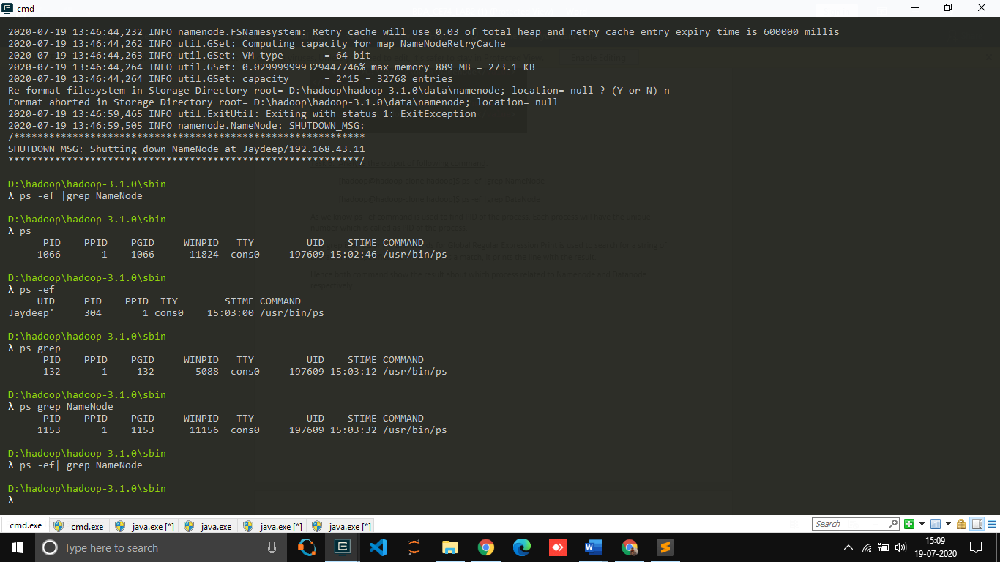 cmd
2020-07-19 13:46:44,232 INFO namenode.FSNamesystem: Retry cache will use 0.03 of total heap and retry cache entry expiry time is 600000 millis
2020-07-19 13:46:44,262 INFO util.GSet: Computing capacity for map NameNodeRetryCache
2020-07-19 13:46:44,263 INFO util.GSet: VM type       = 64-bit
2020-07-19 13:46:44,264 INFO util.GSet: 0.029999999329447746% max memory 889 MB = 273.1 KB
2020-07-19 13:46:44,264 INFO util.GSet: capacity      = 2^15 = 32768 entries
Re-format filesystem in Storage Directory root= D:\hadoop\hadoop-3.1.0\data\namenode; location= null ? (Y or N) n
Format aborted in Storage Directory root= D:\hadoop\hadoop-3.1.0\data\namenode; location= null
2020-07-19 13:46:59,465 INFO util.ExitUtil: Exiting with status 1: ExitException
2020-07-19 13:46:59,505 INFO namenode.NameNode: SHUTDOWN_MSG:
/************************************************************
SHUTDOWN_MSG: Shutting down NameNode at Jaydeep/192.168.43.11
************************************************************/
D:\hadoop\hadoop-3.1.0\sbin
λ ps -ef |grep NameNode
D:\hadoop\hadoop-3.1.0\sbin
λ ps
PID    PPID    PGID     WINPID   TTY         UID    STIME COMMAND
1066       1    1066      11824  cons0     197609 15:02:46 /usr/bin/ps
D:\hadoop\hadoop-3.1.0\sbin
λ ps -ef
UID     PID    PPID  TTY        STIME COMMAND
Jaydeep'     304       1 cons0    15:03:00 /usr/bin/ps
D:\hadoop\hadoop-3.1.0\sbin
λ ps grep
PID    PPID    PGID     WINPID   TTY         UID    STIME COMMAND
132       1     132       5088  cons0     197609 15:03:12 /usr/bin/ps
D:\hadoop\hadoop-3.1.0\sbin
λ ps grep NameNode
PID    PPID    PGID     WINPID   TTY         UID    STIME COMMAND
1153       1    1153      11156  cons0     197609 15:03:32 /usr/bin/ps
D:\hadoop\hadoop-3.1.0\sbin
λ ps -ef| grep NameNode
D:\hadoop\hadoop-3.1.0\sbin
λ
cmd.exe cmd.exe java.exe [*] java.exe java.exe [*] java.exe [*] Search
Type here to search
15:09
19-07-2020